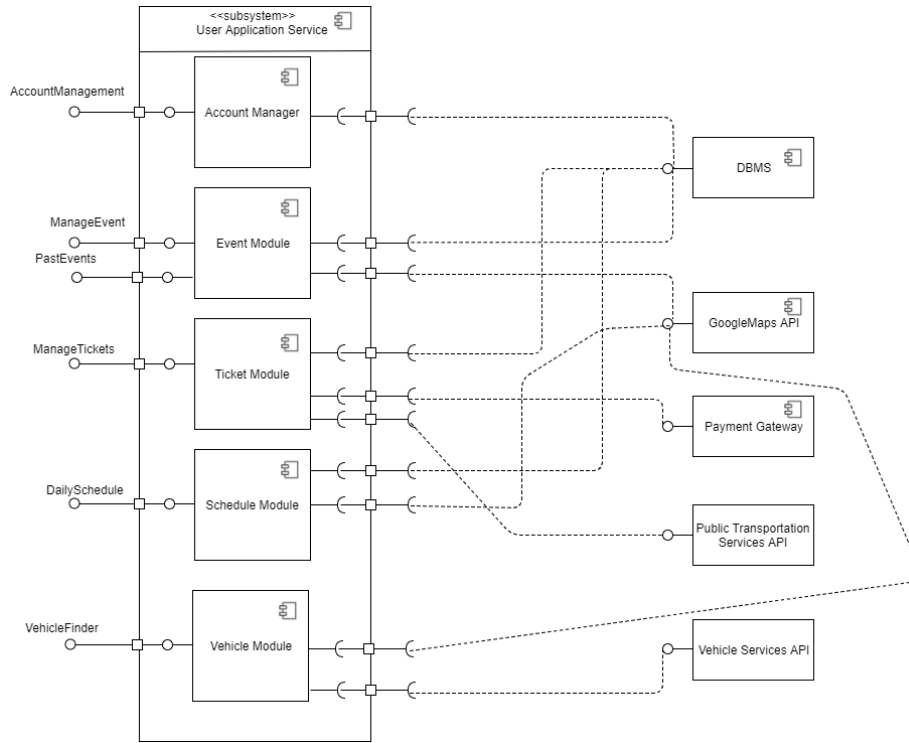 <<subsystem>>
User Application Service
AccountManagement
Account Manager
DBMS
ManageEvent
Event Module
PastEvents
GoogleMaps API
ManageTickets
Ticket Module
Payment Gateway
DailySchedule
Schedule Module
Public Transportation
Services API
VehicleFinder
Vehicle Module
Vehicle Services API